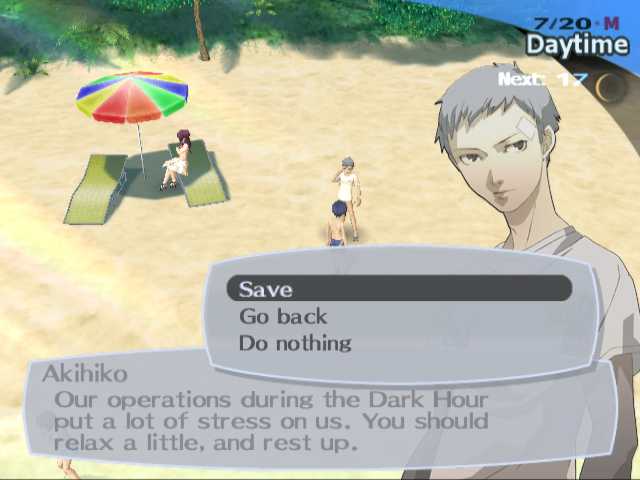 7/20·M
Daytime
Next: 17
Save
Go back
Do nothing
Akihiko
Our operations during the Dark Hour
put a lot of stress on us. You should
relax a little, and rest up.